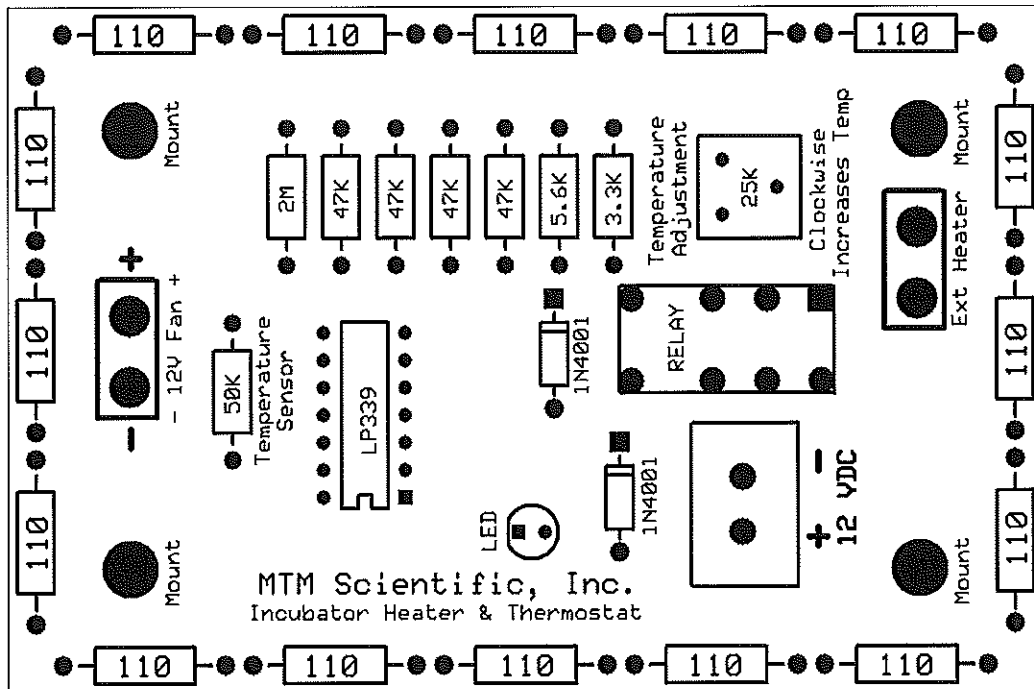 110
110
110
110
110
110
110
110
Mount
Mount
2M
47K
47K
47K
47K
5.6K
3.3K
Temperature
Adjustment
25K
Clockwise
Increases Temp
+
- 12V Fan +
-
50K
Temperature
Sensor
LP339
1N4001
RELAY
Ext Heater
110
110
110
110
LED
1N4001
-
+
12 VDC
Mount
Mount
MTM Scientific, Inc.
Incubator Heater & Thermostat
110
110
110
110